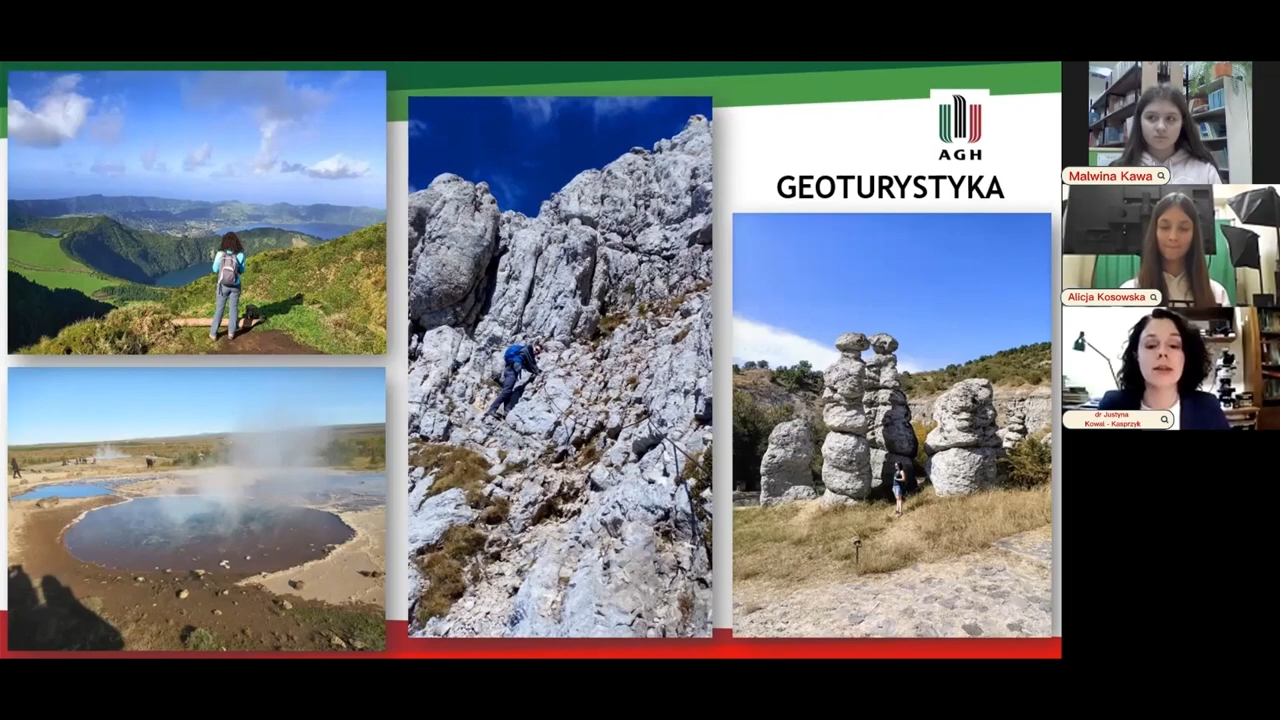 AGH
GEOTURYSTYKA
Malwina Kawa
Alicja Kosowska
dr Justyna
Kowal - Kasprzyk